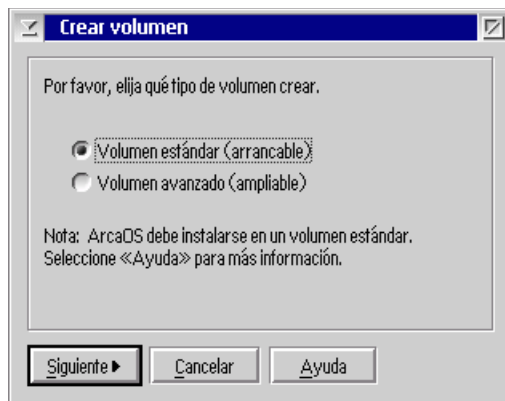 Crear volumen
Por favor, elija qué tipo de volumen crear.
Volumen estándar (arrancable)
Volumen avanzado (ampliable)
Nota: ArcaOS debe instalarse en un volumen estándar.
Seleccione «Ayuda» para más información.
Siguiente
Cancelar
Ayuda